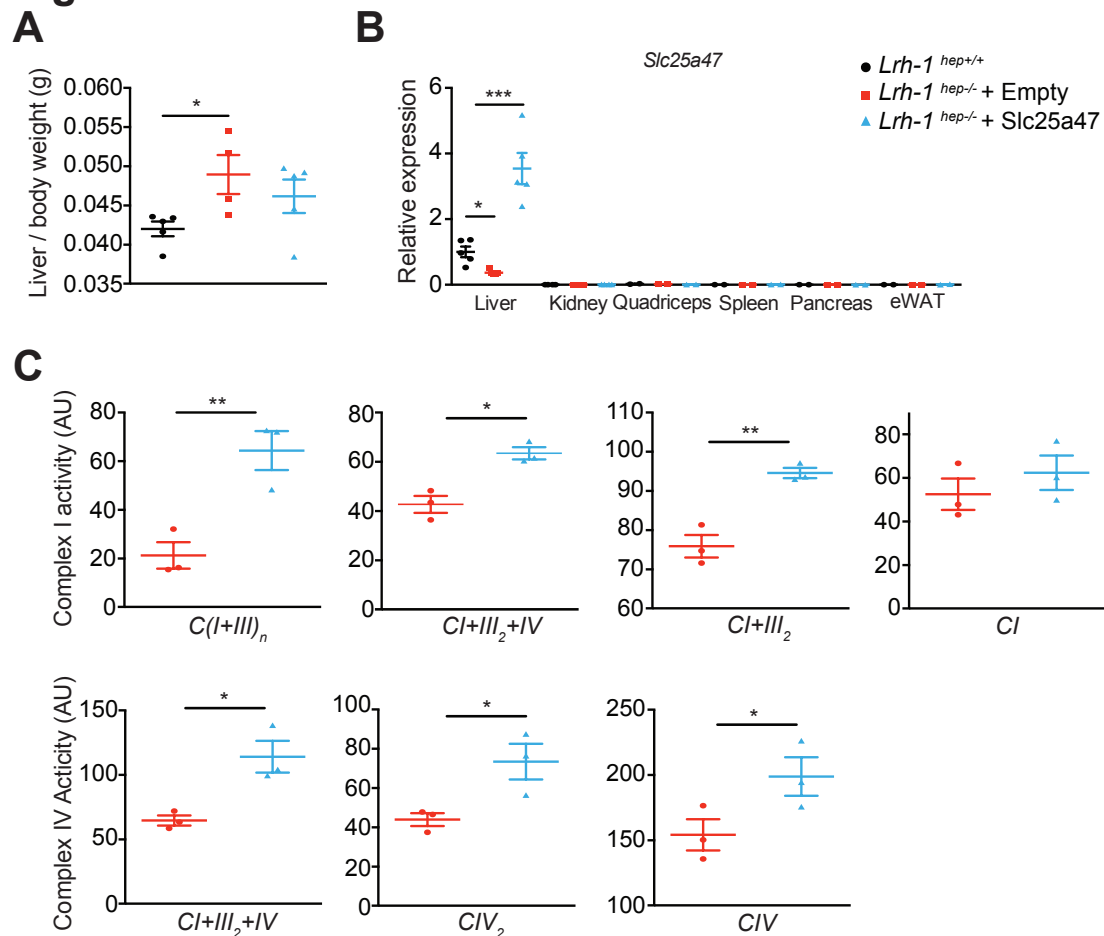 A
Liver / body weight (g)
0.060
0.055
0.050
0.045
0.040
0.035
*
B
Slc25a47
Relative expression
6
4
2
0
***
*
Liver
Kidney
Quadriceps
Spleen
Pancreas
eWAT
Lrh-1 hep+/+
Lrh-1 hep-/- + Empty
Lrh-1 hep-/- + Slc25a47
C
Complex I activity (AU)
80
60
40
20
0
**
C(I+III)n
80
60
40
20
0
*
CI+III2+IV
110
100
90
80
70
60
**
CI+III2
80
60
40
20
0
CI
Complex IV Acticity (AU)
150
100
50
0
*
CI+III2+IV
100
80
60
40
20
0
*
CIV2
250
200
150
100
*
CIV